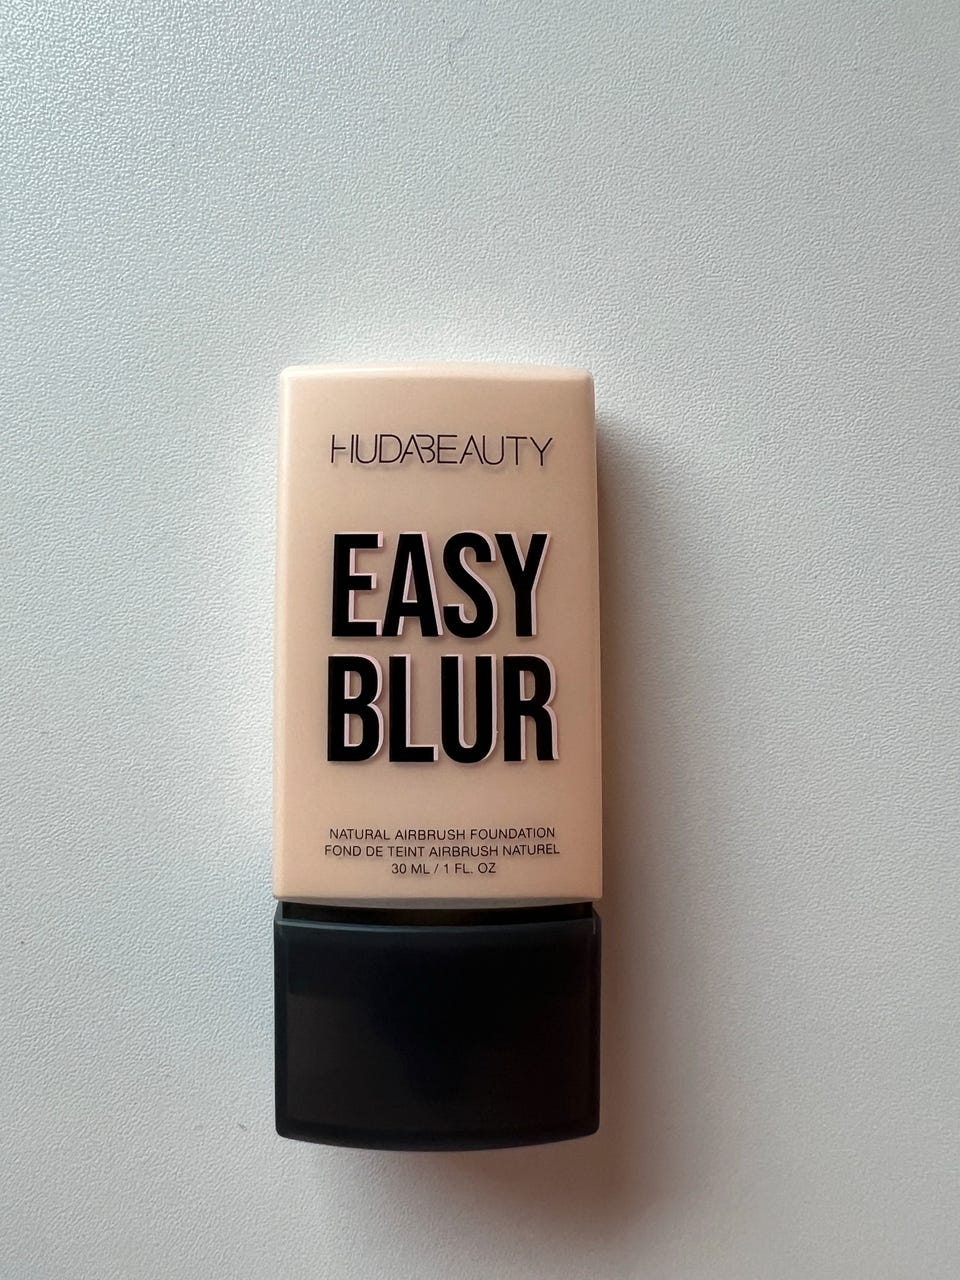 HUDABEAUTY
EASY
BLUR
NATURAL AIRBRUSH FOUNDATION
FOND DE TEINT AIRBRUSH NATUREL
30 ML / 1 FL. OZ